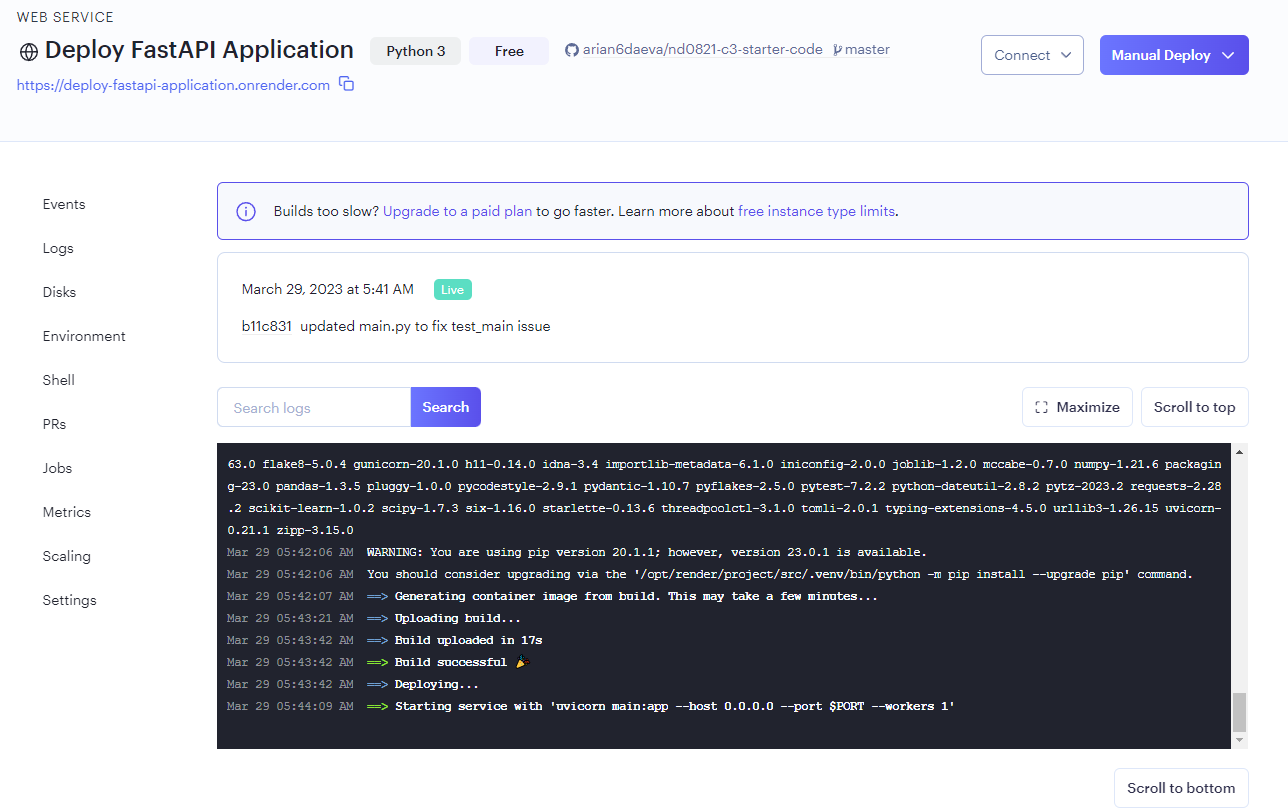 WEB SERVICE
Deploy FastAPI Application Python 3 Free arian6daeva/nd0821-c3-starter-code master Connect Manual Deploy
https://deploy-fastapi-application.onrender.com
Events
Logs
Disks
Environment
Shell
PRs
Jobs
Metrics
Scaling
Settings
Builds too slow? Upgrade to a paid plan to go faster. Learn more about free instance type limits.
March 29, 2023 at 5:41 AM Live
b11c831 updated main.py to fix test_main issue
Search logs Search Maximize Scroll to top
63.0 flake8-5.0.4 gunicorn-20.1.0 h11-0.14.0 idna-3.4 importlib-metadata-6.1.0 iniconfig-2.0.0 joblib-1.2.0 mccabe-0.7.0 numpy-1.21.6 packagin
g-23.0 pandas-1.3.5 pluggy-1.0.0 pycodestyle-2.9.1 pydantic-1.10.7 pyflakes-2.5.0 pytest-7.2.2 python-dateutil-2.8.2 pytz-2023.2 requests-2.28
.2 scikit-learn-1.0.2 scipy-1.7.3 six-1.16.0 starlette-0.13.6 threadpoolctl-3.1.0 tomli-2.0.1 typing-extensions-4.5.0 urllib3-1.26.15 uvicorn-
0.21.1 zipp-3.15.0
Mar 29 05:42:06 AM WARNING: You are using pip version 20.1.1; however, version 23.0.1 is available.
Mar 29 05:42:06 AM You should consider upgrading via the '/opt/render/project/src/.venv/bin/python -m pip install --upgrade pip' command.
Mar 29 05:42:07 AM ==> Generating container image from build. This may take a few minutes...
Mar 29 05:43:21 AM ==> Uploading build...
Mar 29 05:43:42 AM ==> Build uploaded in 17s
Mar 29 05:43:42 AM ==> Build successful 🎉
Mar 29 05:43:42 AM ==> Deploying...
Mar 29 05:44:09 AM ==> Starting service with 'uvicorn main:app --host 0.0.0.0 --port $PORT --workers 1'
Scroll to bottom